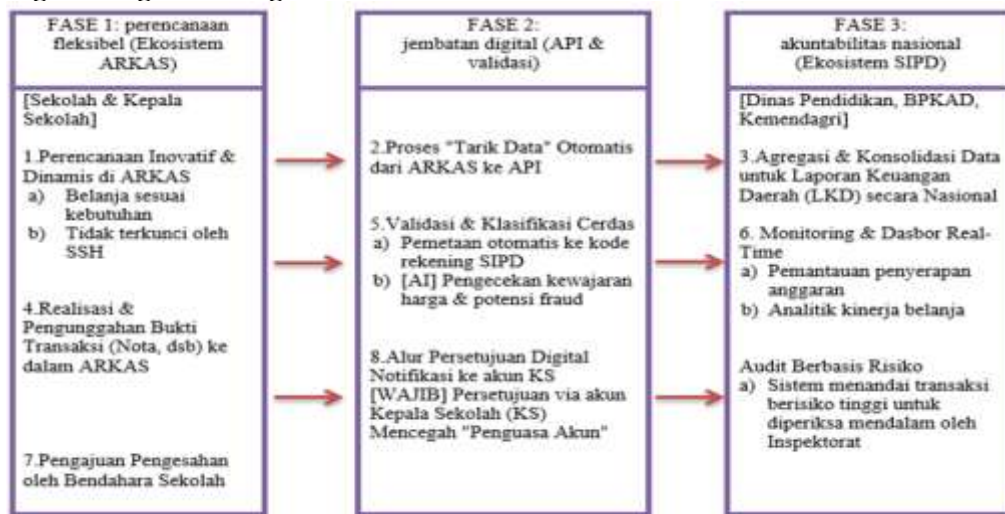 FASE 1: perencanaan
fleksibel (Ekosistem
ARKAS)
[Sekolah & Kepala
Sekolah]
1.Perencanaan Inovatif &
Dinamis di ARKAS
a) Belanja sesuai
kebutuhan
b) Tidak terkunci oleh
SSH
4.Realisasi &
Pengunggahan Bukti
Transaksi (Nota, dsb) ke
dalam ARKAS
7.Pengajuan Pengesahan
oleh Bendahara Sekolah
FASE 2:
jembatan digital (API &
validasi)
2.Proses "Tarik Data" Otomatis
dari ARKAS ke API
5.Validasi & Klasifikasi Cerdas
a) Pemetaan otomatis ke kode
rekening SIPD
b) [AI] Pengecekan kewajaran
harga & potensi fraud
8.Alur Persetujuan Digital
Notifikasi ke akun KS
[WAJIB] Persetujuan via akun
Kepala Sekolah (KS)
Mencegah "Penguasa Akun"
FASE 3:
akuntabilitas nasional
(Ekosistem SIPD)
[Dinas Pendidikan, BPKAD,
Kemendagri]
3.Agregasi & Konsolidasi Data
untuk Laporan Keuangan
Daerah (LKD) secara Nasional
6. Monitoring & Dasbor Real-
Time
a) Pemantauan penyerapan
anggaran
b) Analitik kinerja belanja
Audit Berbasis Risiko
a) Sistem menandai transaksi
berisiko tinggi untuk
diperiksa mendalam oleh
Inspektorat